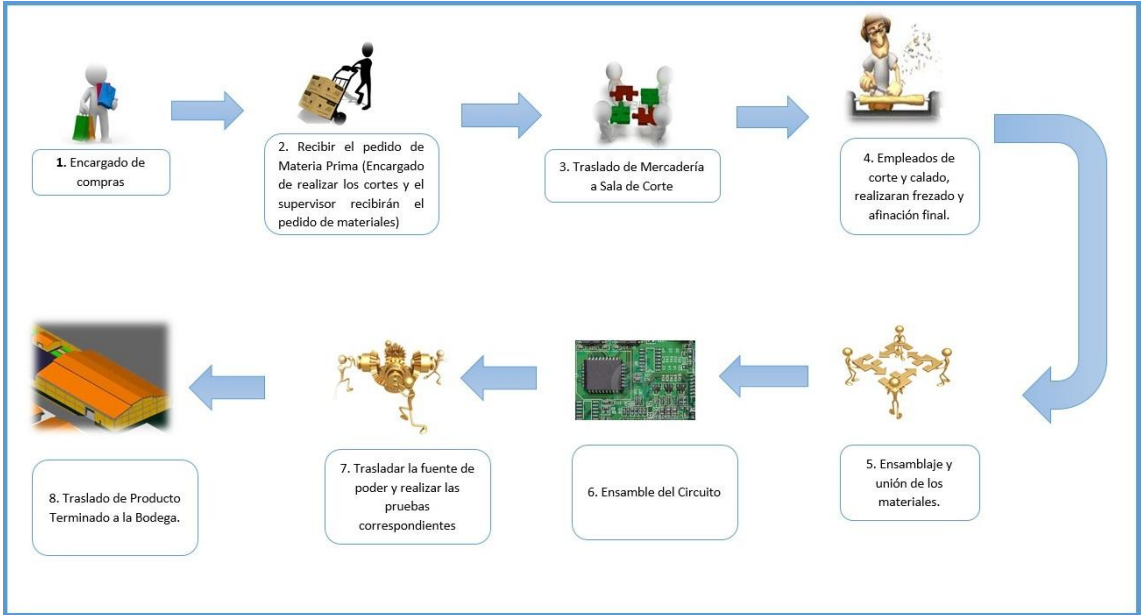 1. Encargado de
compras
2. Recibir el pedido de
Materia Prima (Encargado
de realizar los cortes y el
supervisor recibirán el
pedido de materiales)
3. Traslado de Mercadería
a Sala de Corte
4. Empleados de
corte y calado,
realizaran frezado y
afinación final.
5. Ensamblaje y
unión de los
materiales.
6. Ensamble del Circuito
7. Trasladar la fuente de
poder y realizar las
pruebas
correspondientes
8. Traslado de Producto
Terminado a la Bodega.